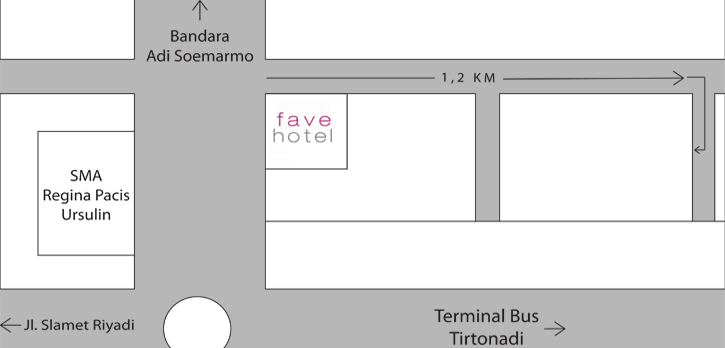 Bandara
Adi Soemarmo
1,2 KM
fave
hotel
SMA
Regina Pacis
Ursulin
Jl. Slamet Riyadi
Terminal Bus
Tirtonadi